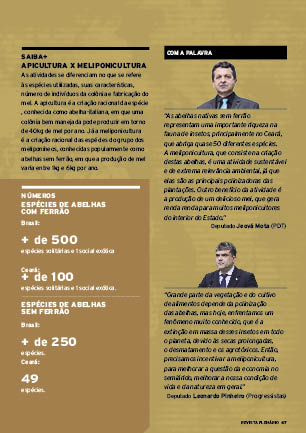 SAIBA+
APICULTURA X MELIPONICULTURA
As atividades se diferenciam no que se refere
às espécies utilizadas, suas características,
número de indivíduos da colônia e fabricação do
mel. A apicultura é a criação racional da espécie
, conhecida como abelha-italiana, em que uma
colônia bem manejada pode produzir em torno
de 40kg de mel por ano. Já a meliponicultura
é a criação racional das espécies do grupo dos
meliponíneos, conhecidas popularmente como
abelhas sem ferrão, em que a produção de mel
varia entre 1kg e 6kg por ano.
NÚMEROS
ESPÉCIES DE ABELHAS
COM FERRÃO
Brasil:
+ de 500
espécies solitárias e 1 social exótica.
Ceará:
+ de 100
espécies solitárias e 1 social exótica.
ESPÉCIES DE ABELHAS
SEM FERRÃO
Brasil:
+ de 250
espécies.
Ceará:
49
espécies.
COM A PALAVRA
"As abelhas nativas sem ferrão
representam uma importante riqueza na
fauna de insetos, principalmente no Ceará,
que abriga quase 50 diferentes espécies.
A meliponicultura, que consiste na criação
destas abelhas, é uma atividade sustentável
e de extrema relevância ambiental, já que
elas são as principais polinizadoras das
plantações. Outro benefício da atividade é
a produção de um delicioso mel, que gera
renda renda para muitos meliponicultores
do interior do Estado."
Deputado Jeová Mota (PDT)
"Grande parte da vegetação e do cultivo
de alimentos depende da polinização
das abelhas, mas hoje, enfrentamos um
fenômeno muito conhecido, que é a
extinção em massa desses insetos em todo
o planeta, devido às secas prolongadas,
o desmatamento e os agrotóxicos. Então,
precisamos incentivar a meliponicultura,
para melhorar a questão da economia no
semiárido, melhorar a nossa condição de
vida e da natureza em geral"
Deputado Leonardo Pinheiro (Progressistas)
REVISTA PLENÁRIO 67